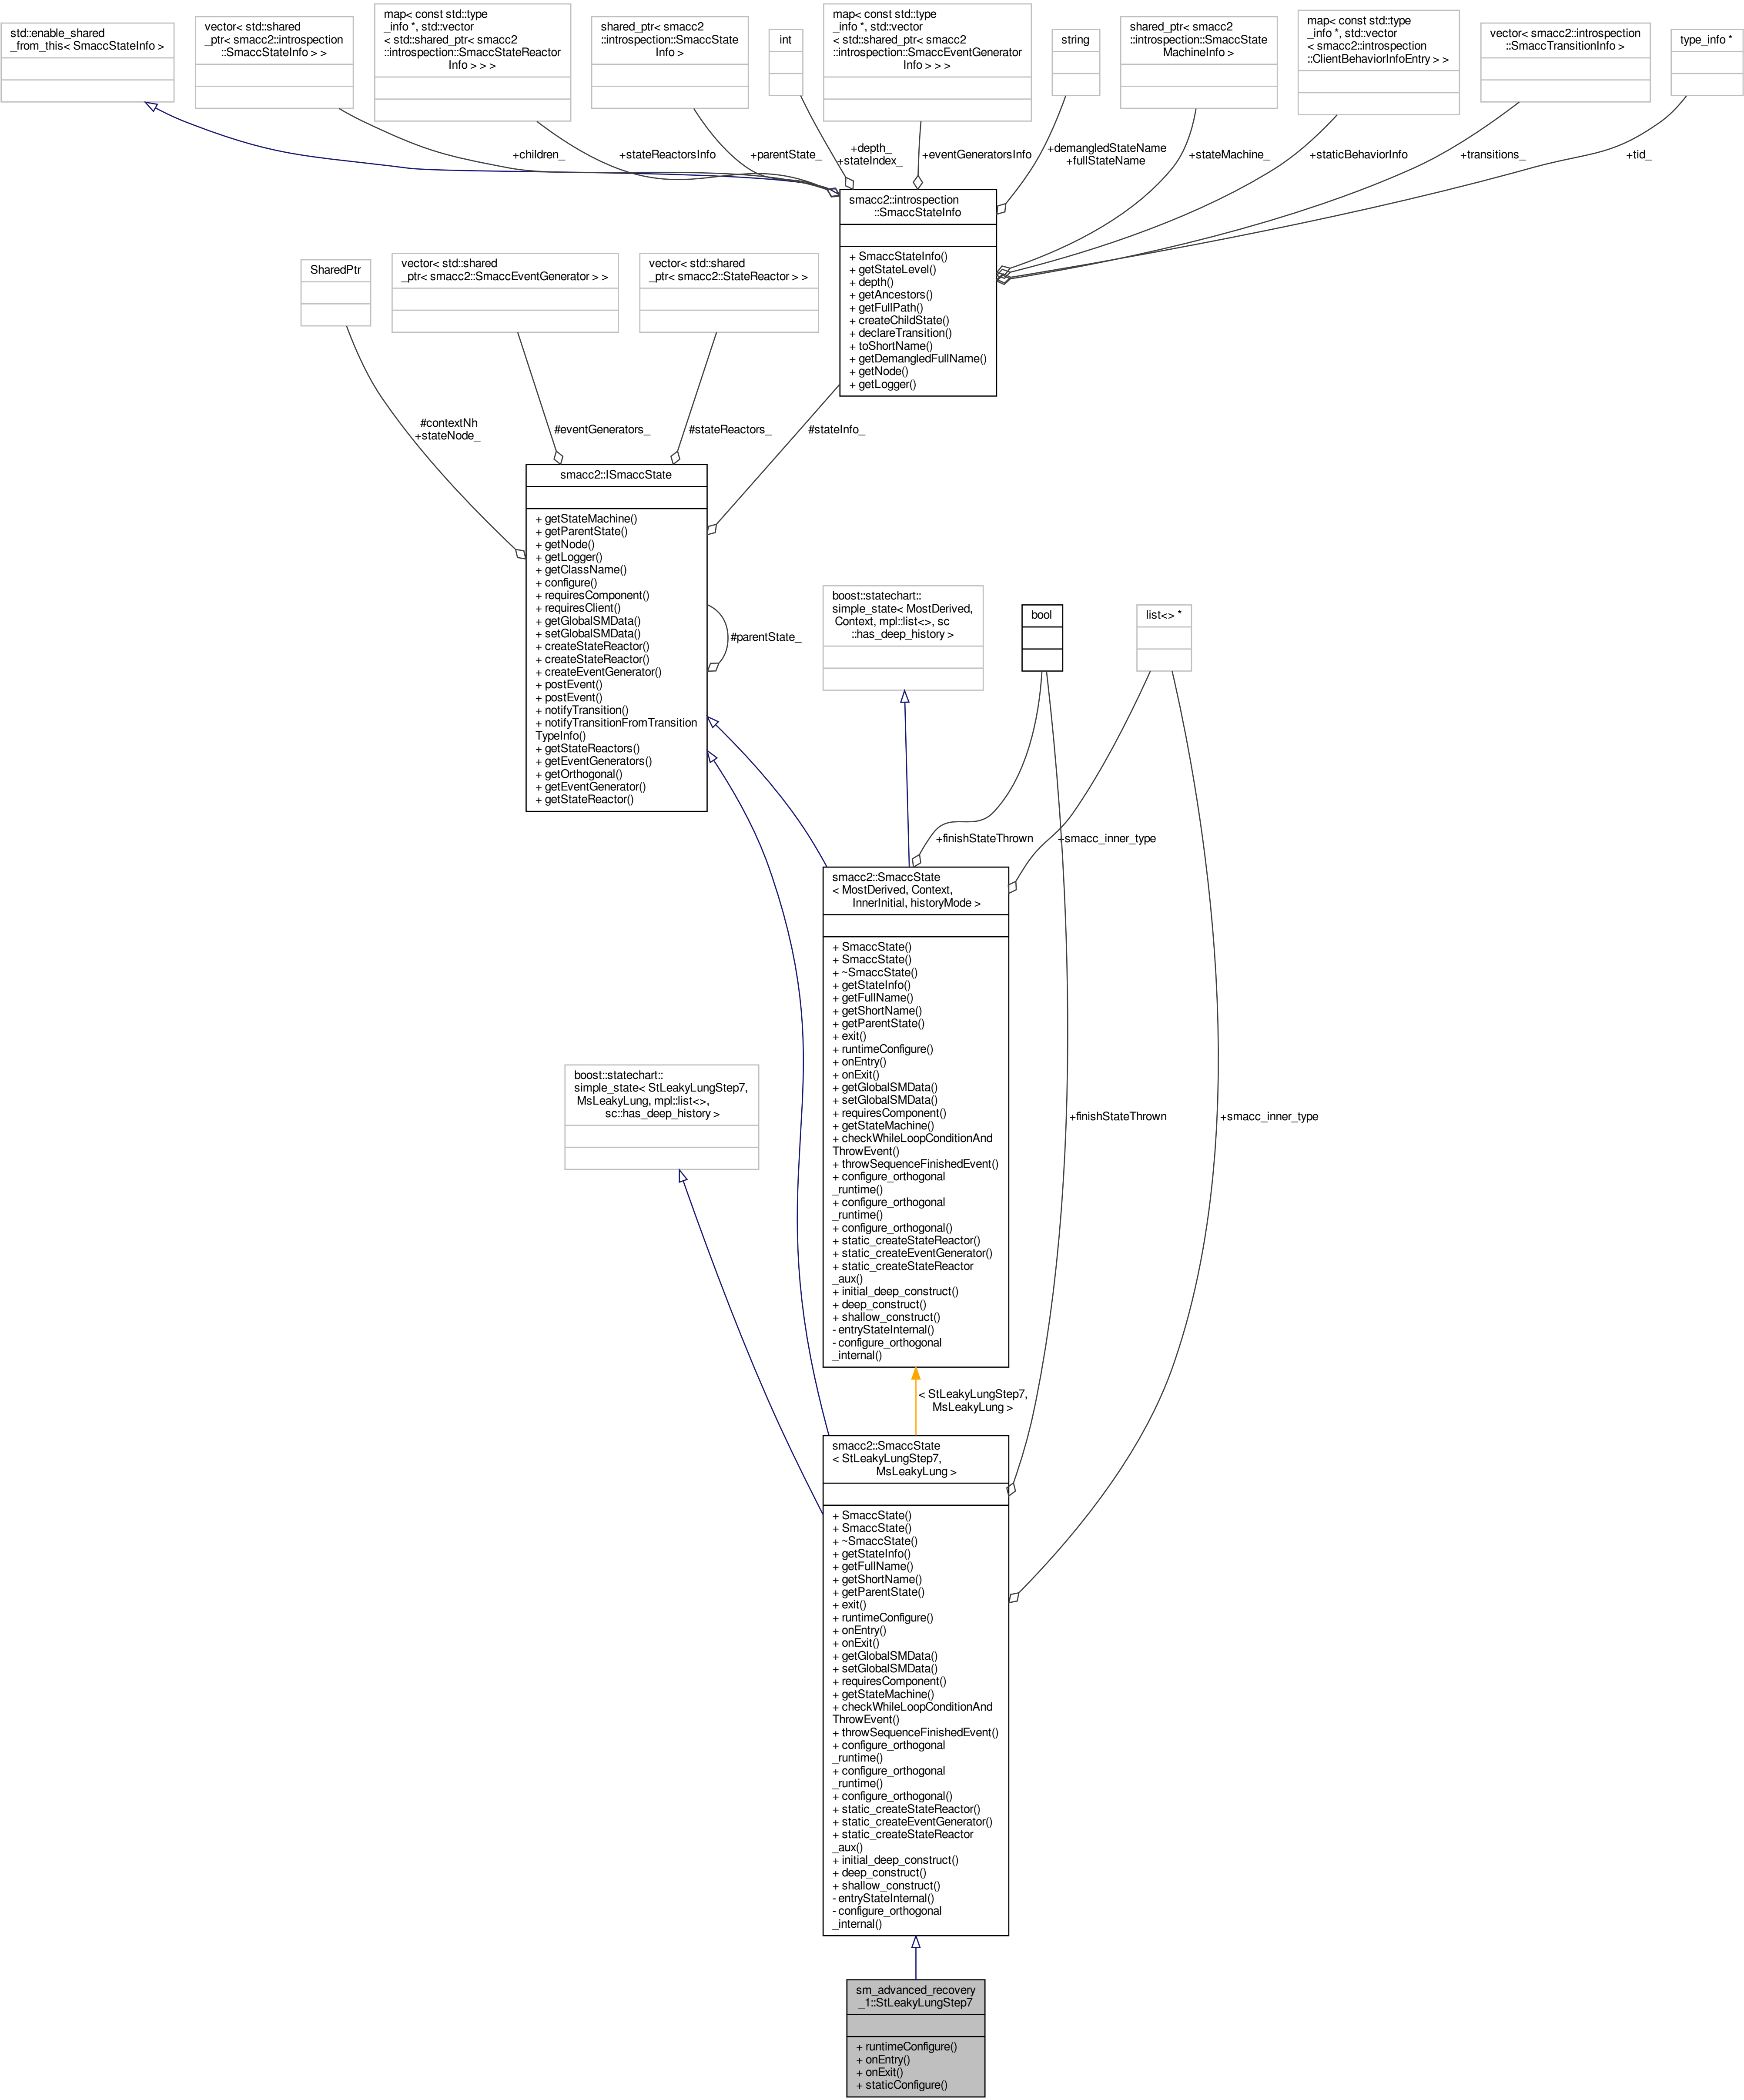 std::enable_shared
_from_this< SmaccStateInfo >
vector< std::shared
_ptr< smacc2::introspection
::SmaccStateInfo > >
map< const std::type
_info *, std::vector
< std::shared_ptr< smacc2
::introspection::SmaccStateReactor
Info > > >
shared_ptr< smacc2
::introspection::SmaccState
Info >
int
map< const std::type
_info *, std::vector
< std::shared_ptr< smacc2
::introspection::SmaccEventGenerator
Info > > >
string
shared_ptr< smacc2
::introspection::SmaccState
MachineInfo >
map< const std::type
_info *, std::vector
< smacc2::introspection
::ClientBehaviorInfoEntry > >
vector< smacc2::introspection
::SmaccTransitionInfo >
type_info *
+children_
+stateReactorsInfo
+parentState_
+depth_
+stateIndex_
+eventGeneratorsInfo
+demangledStateName
+fullStateName
+stateMachine_
+staticBehaviorInfo
+transitions_
+tid_
smacc2::introspection
::SmaccStateInfo
+ SmaccStateInfo()
+ getStateLevel()
+ depth()
+ getAncestors()
+ getFullPath()
+ createChildState()
+ declareTransition()
+ toShortName()
+ getDemangledFullName()
+ getNode()
+ getLogger()
SharedPtr
vector< std::shared
_ptr< smacc2::SmaccEventGenerator > >
vector< std::shared
_ptr< smacc2::StateReactor > >
#contextNh
+stateNode_
#eventGenerators_
#stateReactors_
#stateInfo_
smacc2::ISmaccState
+ getStateMachine()
+ getParentState()
+ getNode()
+ getLogger()
+ getClassName()
+ configure()
+ requiresComponent()
+ requiresClient()
+ getGlobalSMData()
+ setGlobalSMData()
+ createStateReactor()
+ createStateReactor()
+ createEventGenerator()
+ postEvent()
+ postEvent()
+ notifyTransition()
+ notifyTransitionFromTransition
TypeInfo()
+ getStateReactors()
+ getEventGenerators()
+ getOrthogonal()
+ getEventGenerator()
+ getStateReactor()
#parentState_
boost::statechart::
simple_state< MostDerived,
Context, mpl::list<>, sc
::has_deep_history >
bool
list<> *
+finishStateThrown
+smacc_inner_type
smacc2::SmaccState
< MostDerived, Context,
InnerInitial, historyMode >
+ SmaccState()
+ SmaccState()
+ ~SmaccState()
+ getStateInfo()
+ getFullName()
+ getShortName()
+ getParentState()
+ exit()
+ runtimeConfigure()
+ onEntry()
+ onExit()
+ getGlobalSMData()
+ setGlobalSMData()
+ requiresComponent()
+ getStateMachine()
+ checkWhileLoopConditionAnd
ThrowEvent()
+ throwSequenceFinishedEvent()
+ configure_orthogonal
_runtime()
+ configure_orthogonal
_runtime()
+ configure_orthogonal()
+ static_createStateReactor()
+ static_createEventGenerator()
+ static_createStateReactor
_aux()
+ initial_deep_construct()
+ deep_construct()
+ shallow_construct()
- entryStateInternal()
- configure_orthogonal
_internal()
boost::statechart::
simple_state< StLeakyLungStep7,
MsLeakyLung, mpl::list<>,
sc::has_deep_history >
+finishStateThrown
+smacc_inner_type
< StLeakyLungStep7,
MsLeakyLung >
smacc2::SmaccState
< StLeakyLungStep7,
MsLeakyLung >
+ SmaccState()
+ SmaccState()
+ ~SmaccState()
+ getStateInfo()
+ getFullName()
+ getShortName()
+ getParentState()
+ exit()
+ runtimeConfigure()
+ onEntry()
+ onExit()
+ getGlobalSMData()
+ setGlobalSMData()
+ requiresComponent()
+ getStateMachine()
+ checkWhileLoopConditionAnd
ThrowEvent()
+ throwSequenceFinishedEvent()
+ configure_orthogonal
_runtime()
+ configure_orthogonal
_runtime()
+ configure_orthogonal()
+ static_createStateReactor()
+ static_createEventGenerator()
+ static_createStateReactor
_aux()
+ initial_deep_construct()
+ deep_construct()
+ shallow_construct()
- entryStateInternal()
- configure_orthogonal
_internal()
sm_advanced_recovery
_1::StLeakyLungStep7
+ runtimeConfigure()
+ onEntry()
+ onExit()
+ staticConfigure()